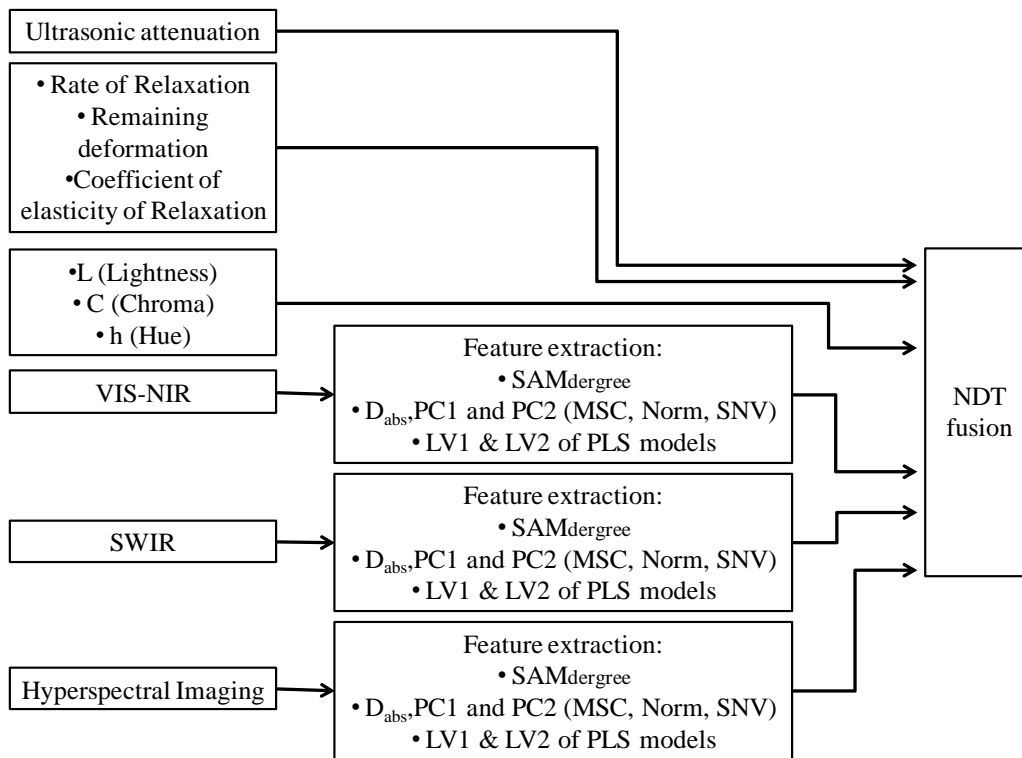 Ultrasonic attenuation
• Rate of Relaxation
• Remaining
deformation
•Coefficient of
elasticity of Relaxation
•L (Lightness)
• C (Chroma)
• h (Hue)
VIS-NIR
Feature extraction:
• SAMdergree
• Dabs,PC1 and PC2 (MSC, Norm, SNV)
• LV1 & LV2 of PLS models
SWIR
Feature extraction:
• SAMdergree
• Dabs,PC1 and PC2 (MSC, Norm, SNV)
• LV1 & LV2 of PLS models
Hyperspectral Imaging
Feature extraction:
• SAMdergree
• Dabs,PC1 and PC2 (MSC, Norm, SNV)
• LV1 & LV2 of PLS models
NDT
fusion